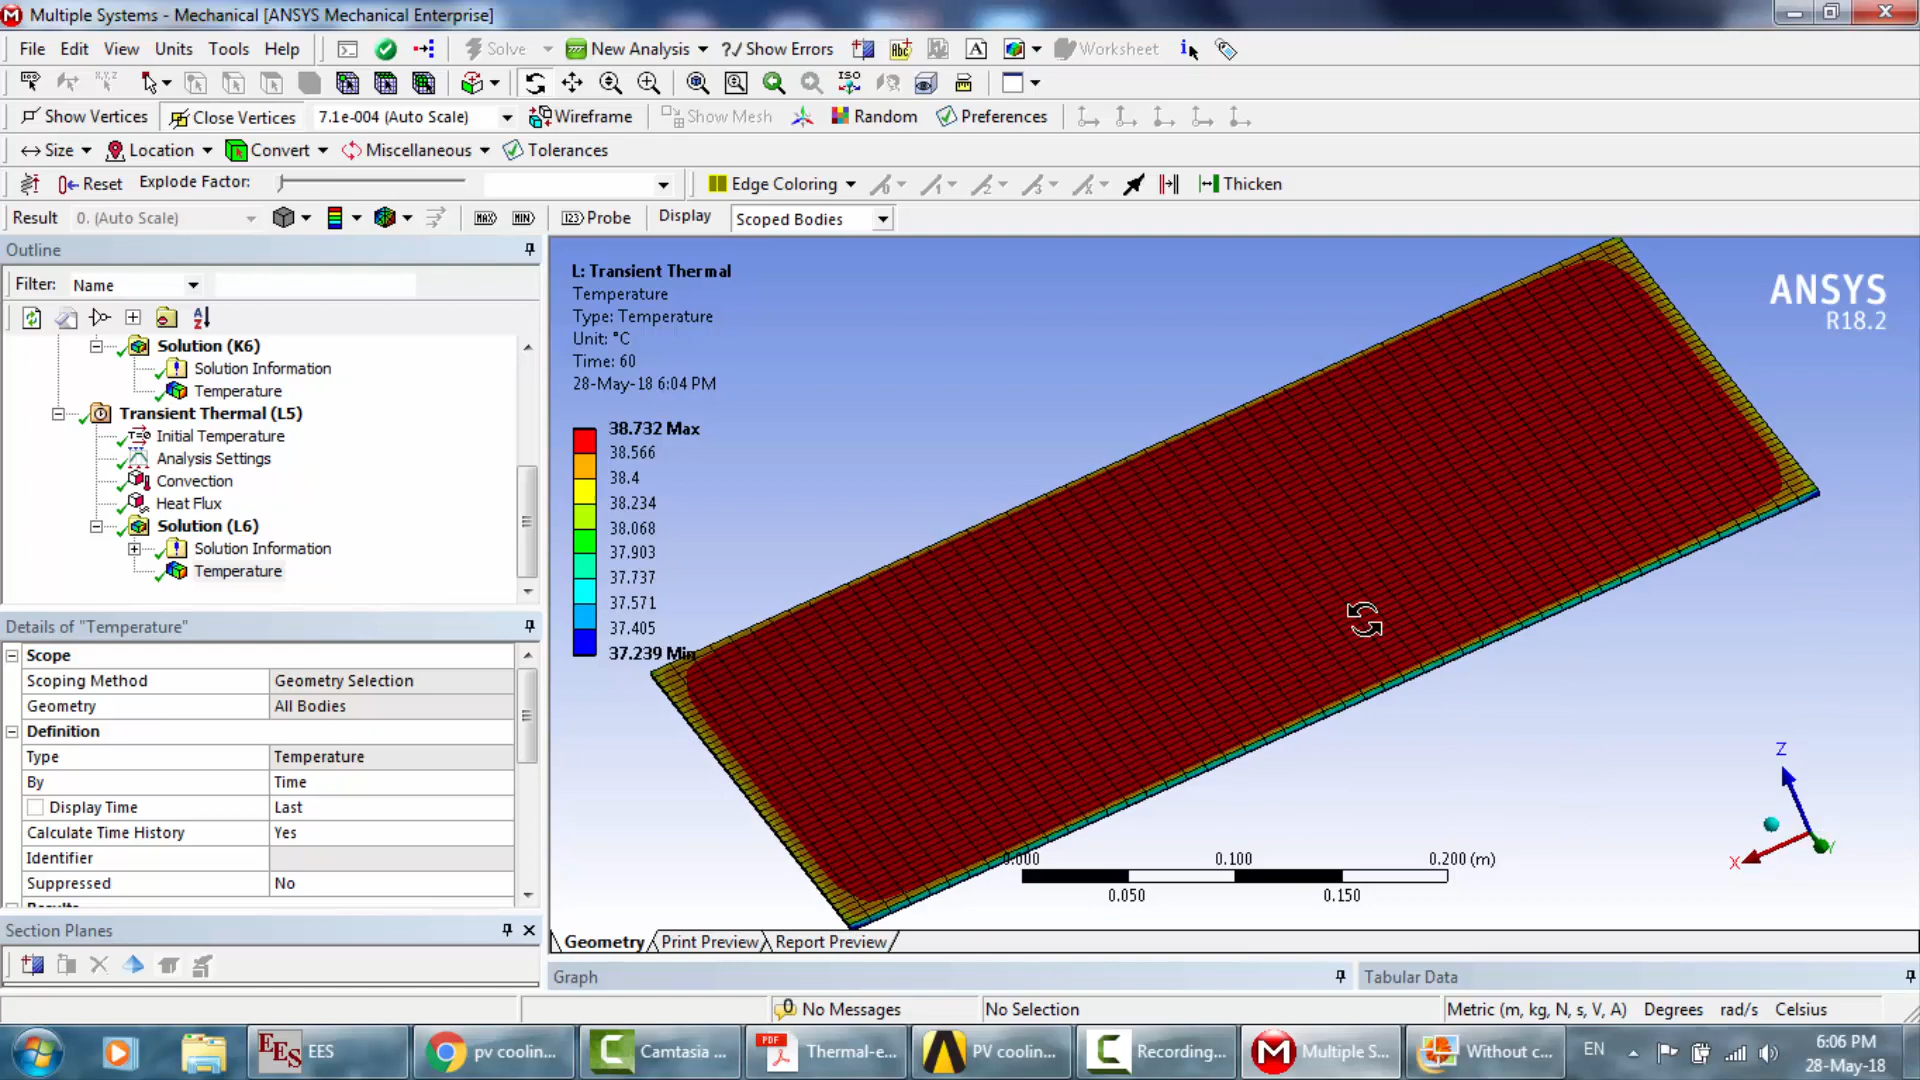 Multiple Systems - Mechanical [ANSYS Mechanical Enterprise]
File Edit View Units Tools Help Solve New Analysis ?/ Show Errors Worksheet
Show Vertices Close Vertices 7.1e-004 (Auto Scale) Wireframe Show Mesh Random Preferences
Size Location Convert Miscellaneous Tolerances
Reset Explode Factor: Edge Coloring Thicken
Result 0. (Auto Scale) MAX MIN 123 Probe Display Scoped Bodies
Outline
Filter: Name
Solution (K6)
Solution Information
Temperature
Transient Thermal (L5)
Initial Temperature
Analysis Settings
Convection
Heat Flux
Solution (L6)
Solution Information
Temperature
Details of "Temperature"
Scope
Scoping Method Geometry Selection
Geometry All Bodies
Definition
Type Temperature
By Time
Display Time Last
Calculate Time History Yes
Identifier
Suppressed No
Section Planes
L: Transient Thermal
Temperature
Type: Temperature
Unit: °C
Time: 60
28-May-18 6:04 PM
38.732 Max
38.566
38.4
38.234
38.068
37.903
37.737
37.571
37.405
37.239 Min
ANSYS
R18.2
Z
X
Y
0.000 0.100 0.200 (m)
0.050 0.150
Geometry Print Preview Report Preview
Graph Tabular Data
No Messages No Selection Metric (m, kg, N, s, V, A) Degrees rad/s Celsius
EES EES pv coolin... Camtasia ... PDF Thermal-e... PV coolin... Recording... Multiple S... Without c... EN 6:06 PM
28-May-18